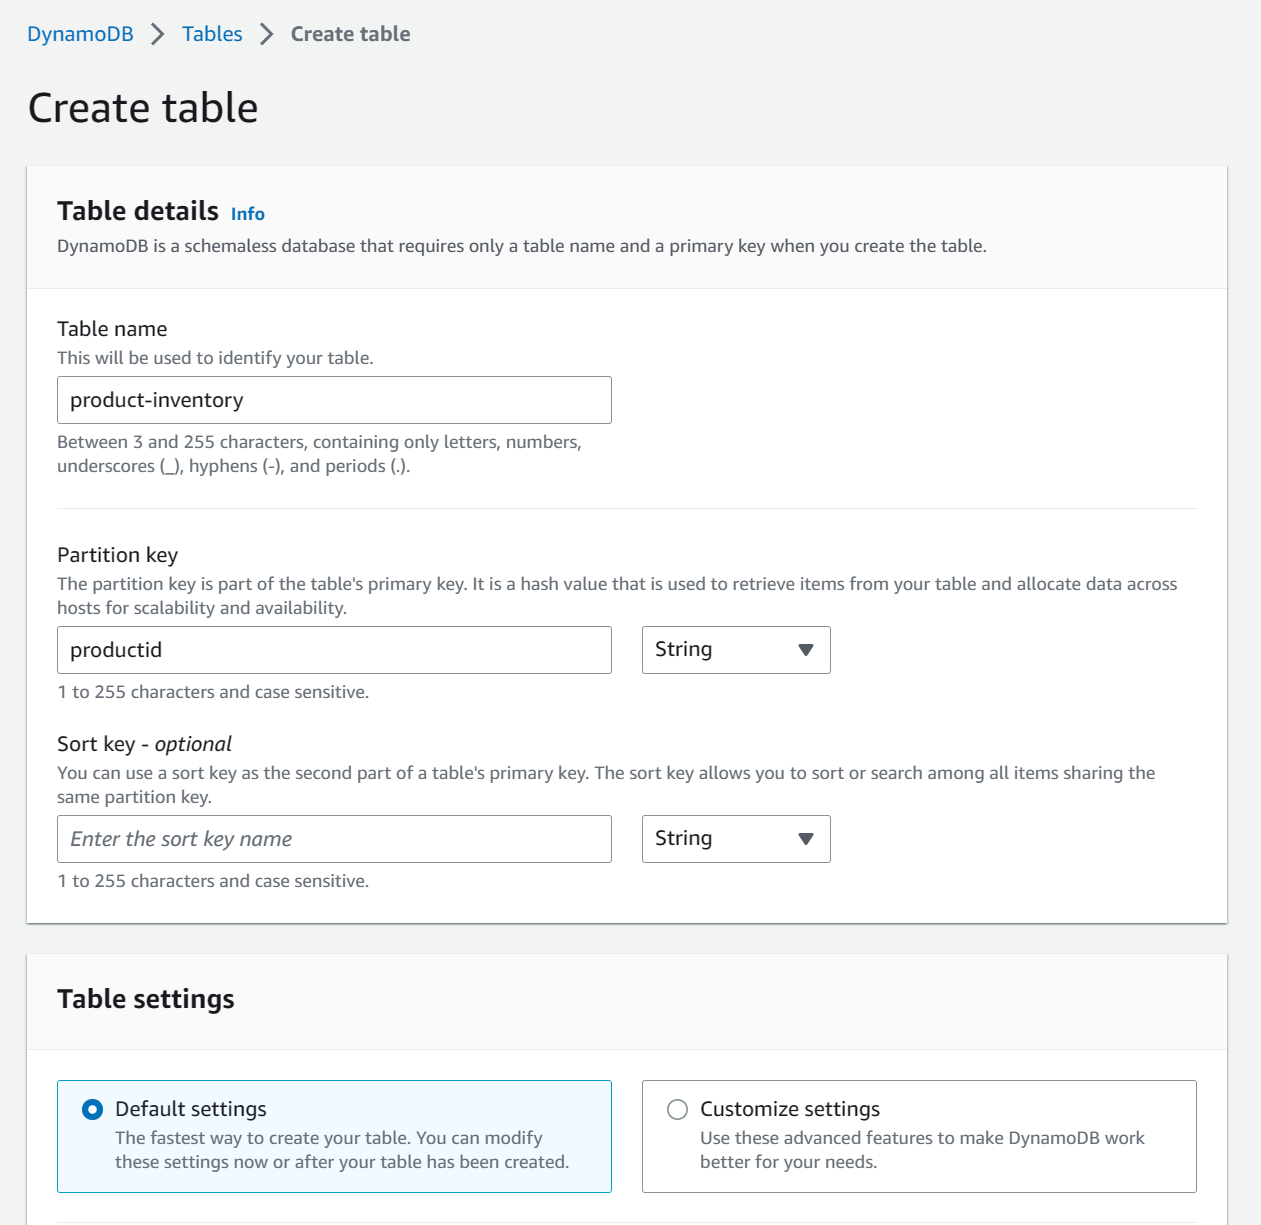 DynamoDB > Tables > Create table
Create table
Table details Info
DynamoDB is a schemaless database that requires only a table name and a primary key when you create the table.
Table name
This will be used to identify your table.
product-inventory
Between 3 and 255 characters, containing only letters, numbers,
underscores (_), hyphens (-), and periods (.).
Partition key
The partition key is part of the table's primary key. It is a hash value that is used to retrieve items from your table and allocate data across
hosts for scalability and availability.
productid String
1 to 255 characters and case sensitive.
Sort key - optional
You can use a sort key as the second part of a table's primary key. The sort key allows you to sort or search among all items sharing the
same partition key.
Enter the sort key name String
1 to 255 characters and case sensitive.
Table settings
Default settings
The fastest way to create your table. You can modify
these settings now or after your table has been created.
Customize settings
Use these advanced features to make DynamoDB work
better for your needs.